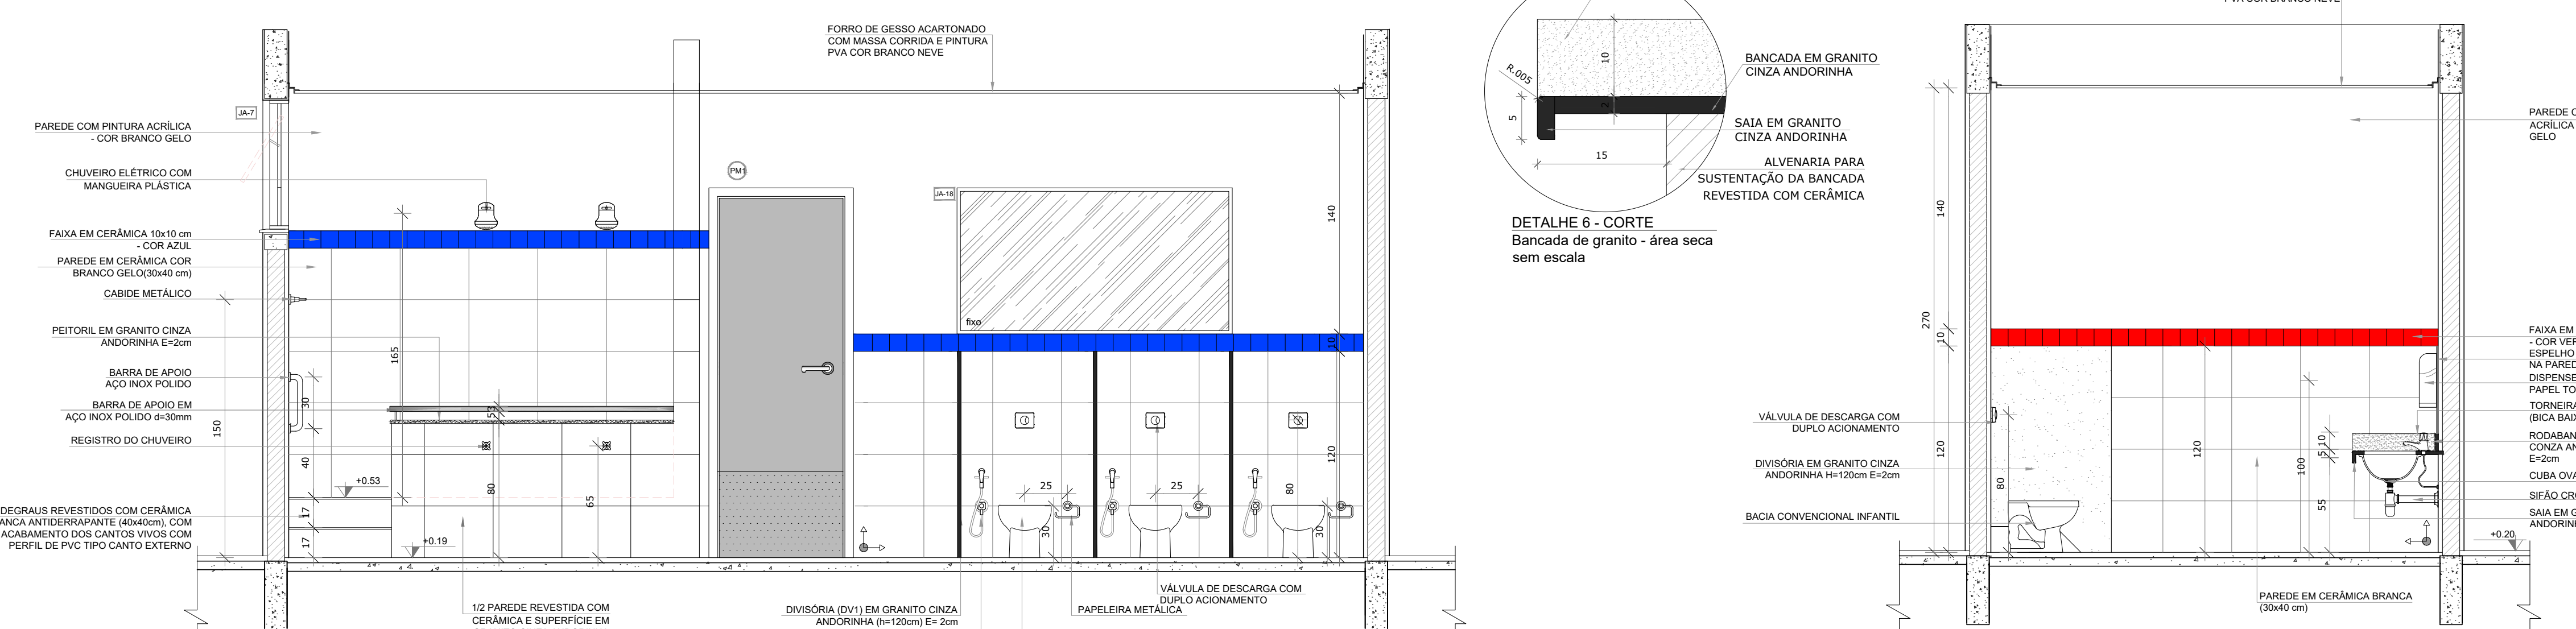 FORRO DE GESSO ACARTONADO
COM MASSA CORRIDA E PINTURA
PVA COR BRANCO NEVE
JA-7
PAREDE COM PINTURA ACRÍLICA
- COR BRANCO GELO
CHUVEIRO ELÉTRICO COM
MANGUEIRA PLÁSTICA
FAIXA EM CERÂMICA 10x10 cm
- COR AZUL
PAREDE EM CERÂMICA COR
BRANCO GELO(30x40 cm)
CABIDE METÁLICO
PEITORIL EM GRANITO CINZA
ANDORINHA E=2cm
BARRA DE APOIO
AÇO INOX POLIDO
BARRA DE APOIO EM
AÇO INOX POLIDO d=30mm
REGISTRO DO CHUVEIRO
DEGRAUS REVESTIDOS COM CERÂMICA
ANCA ANTIDERRAPANTE (40x40cm), COM
ACABAMENTO DOS CANTOS VIVOS COM
PERFIL DE PVC TIPO CANTO EXTERNO
150
30
40
17
17
+0.53
+0.19
165
53
80
65
PM1
JA-18
fixo
140
10
120
25
25
80
30
30
1/2 PAREDE REVESTIDA COM
CERÂMICA E SUPERFÍCIE EM
DIVISÓRIA (DV1) EM GRANITO CINZA
ANDORINHA (h=120cm) E= 2cm
PAPELEIRA METÁLICA
VÁLVULA DE DESCARGA COM
DUPLO ACIONAMENTO
10
R.005
2
5
15
BANCADA EM GRANITO
CINZA ANDORINHA
SAIA EM GRANITO
CINZA ANDORINHA
ALVENARIA PARA
SUSTENTAÇÃO DA BANCADA
REVESTIDA COM CERÂMICA
DETALHE 6 - CORTE
Bancada de granito - área seca
sem escala
PVA COR BRANCO NEVE
140
270
10
120
VÁLVULA DE DESCARGA COM
DUPLO ACIONAMENTO
DIVISÓRIA EM GRANITO CINZA
ANDORINHA H=120cm E=2cm
BACIA CONVENCIONAL INFANTIL
80
120
100
10
5
55
+0.20
PAREDE EM CERÂMICA BRANCA
(30x40 cm)
PAREDE C
ACRÍLICA
GELO
FAIXA EM
- COR VER
ESPELHO
NA PARED
DISPENSE
PAPEL TO
TORNEIRA
(BICA BAIX
RODABAN
CONZA AN
E=2cm
CUBA OVA
SIFÃO CRO
SAIA EM G
ANDORINH